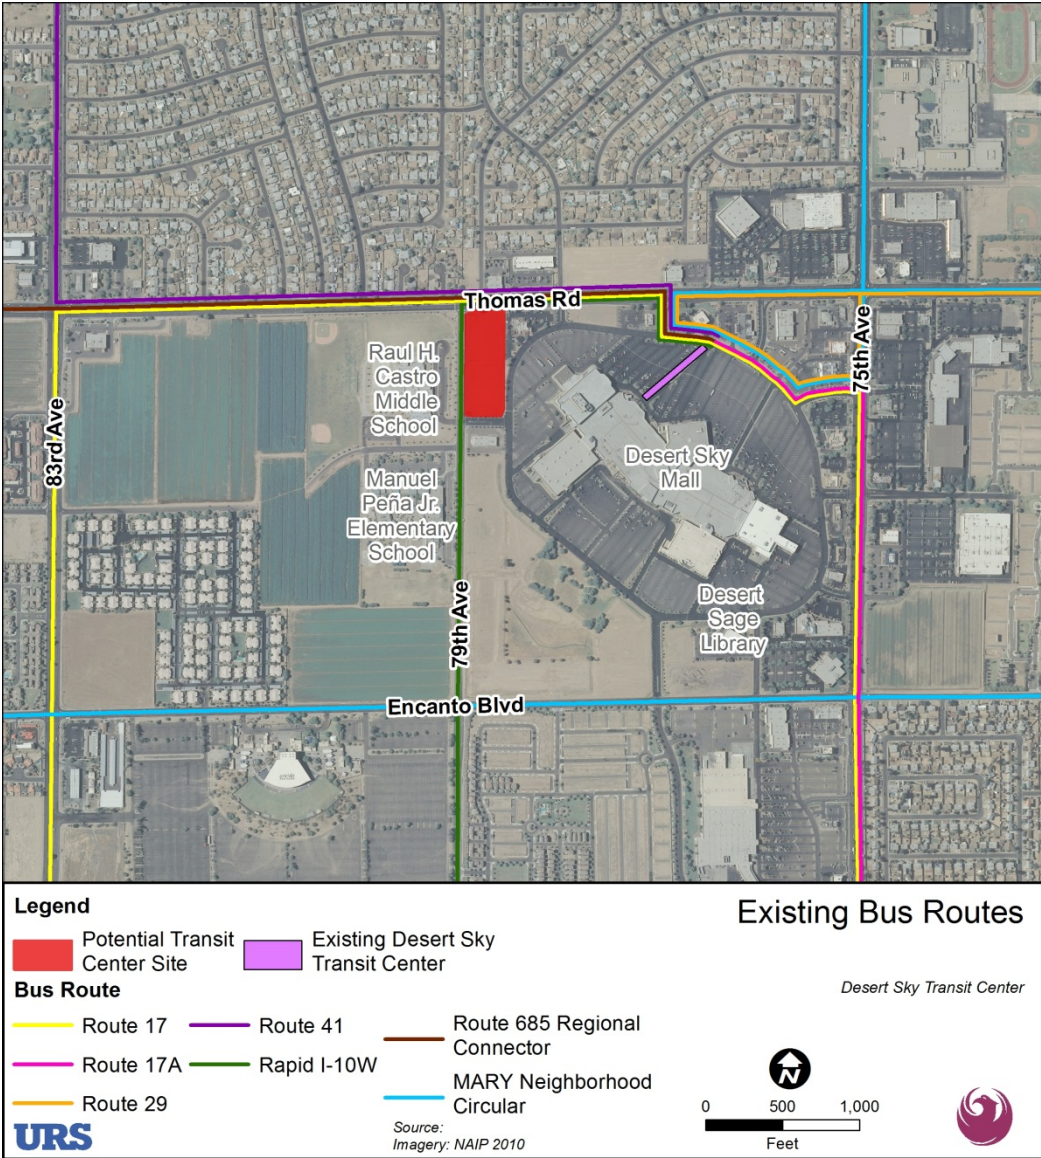 Thomas Rd
75th Ave
Raul H.
Castro
Middle
School
83rd Ave
Desert Sky
Mall
Manuel
Peña Jr.
Elementary
School
79th Ave
Desert
Sage
Library
Encanto Blvd
Legend
Existing Bus Routes
Potential Transit
Center Site
Existing Desert Sky
Transit Center
Desert Sky Transit Center
Bus Route
Route 17
Route 17A
Route 29
Route 41
Rapid I-10W
Route 685 Regional
Connector
MARY Neighborhood
Circular
N
0 500 1,000
Feet
URS
Source:
Imagery: NAIP 2010